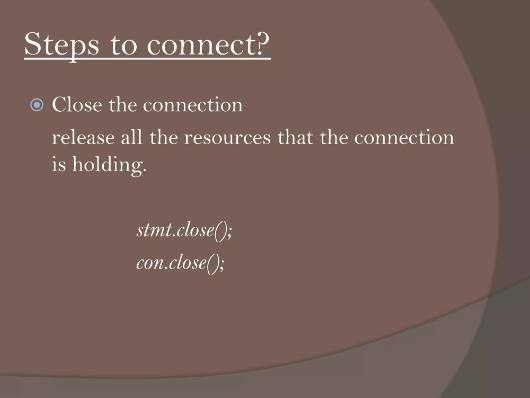 Steps to connect?
Close the connection
release all the resources that the connection
is holding.
stmt.close();
con.close();